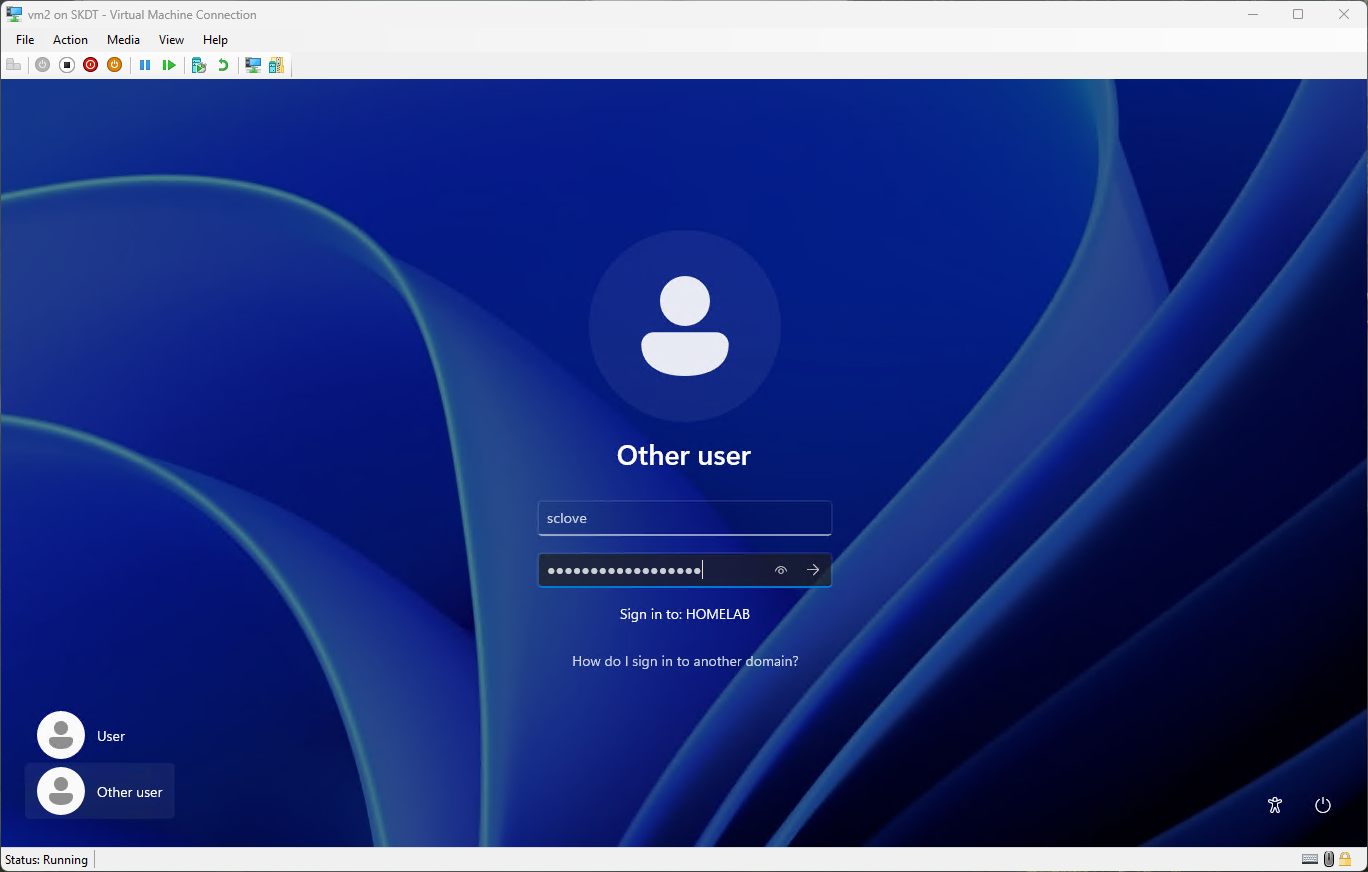 vm2 on SKDT - Virtual Machine Connection
File Action Media View Help
Other user
sclove
••••••••••••••••••
Sign in to: HOMELAB
How do I sign in to another domain?
User
Other user
Status: Running